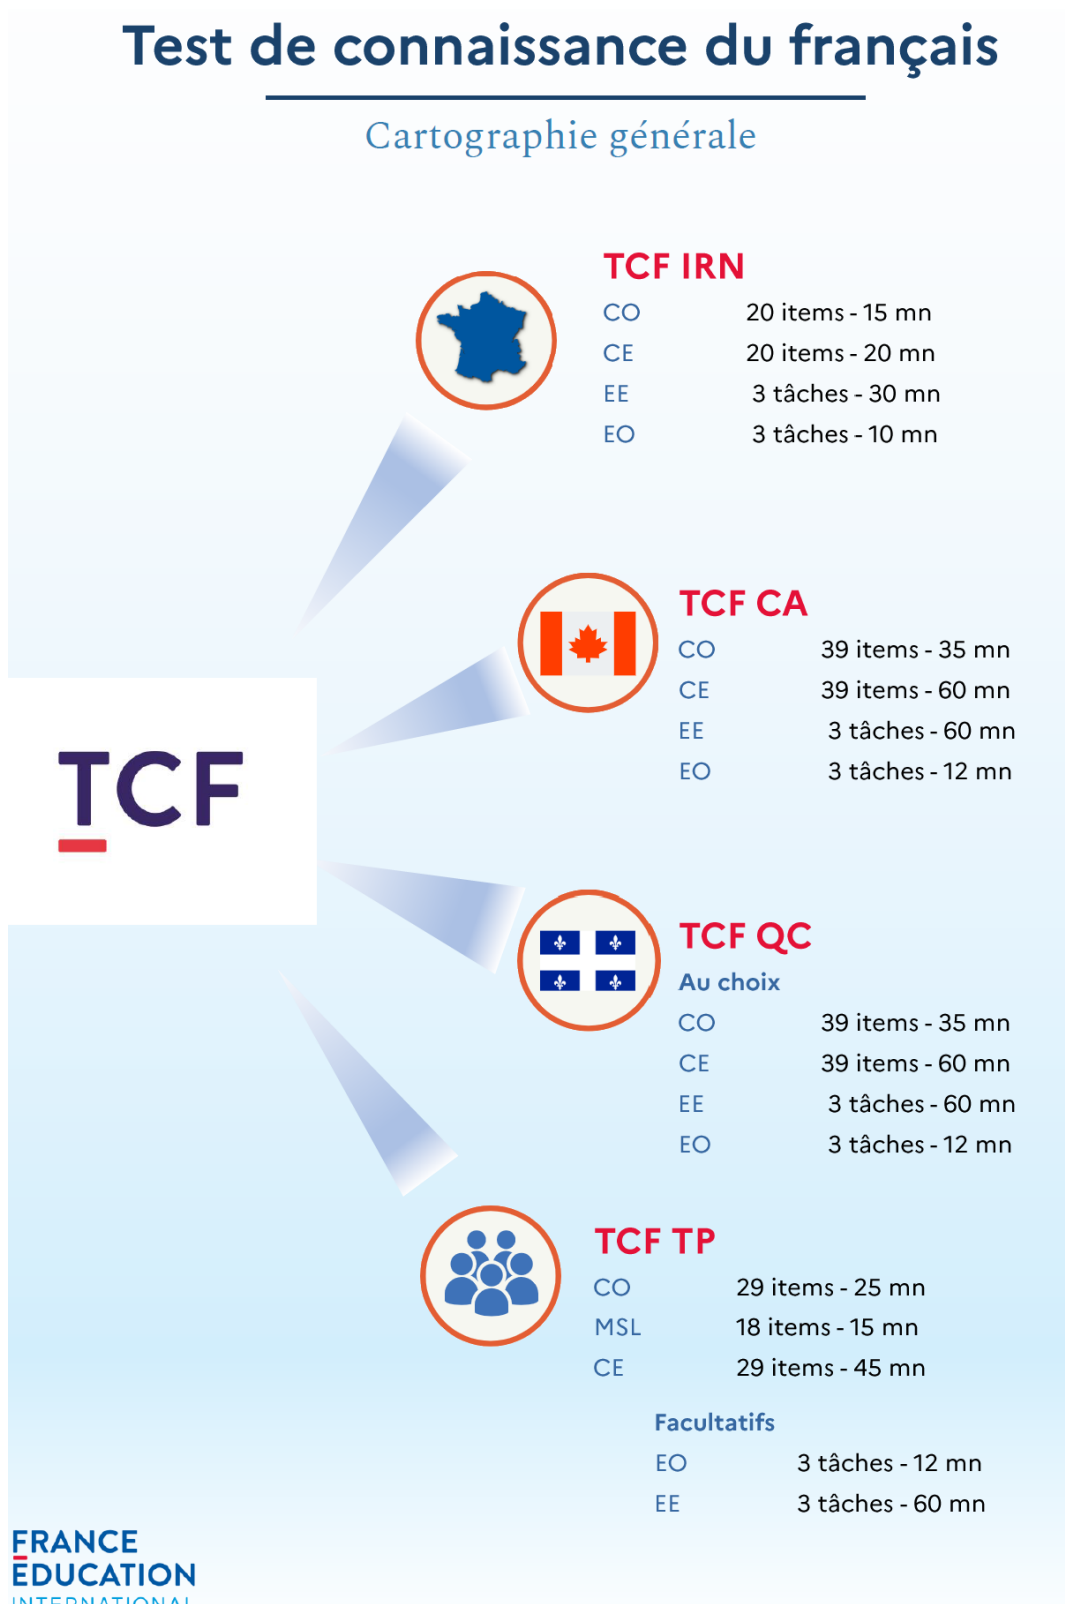 Test de connaissance du français
Cartographie générale
TCF IRN
CO 20 items - 15 mn
CE 20 items - 20 mn
EE 3 tâches - 30 mn
EO 3 tâches - 10 mn
TCF CA
CO 39 items - 35 mn
CE 39 items - 60 mn
EE 3 tâches - 60 mn
EO 3 tâches - 12 mn
TCF
TCF QC
Au choix
CO 39 items - 35 mn
CE 39 items - 60 mn
EE 3 tâches - 60 mn
EO 3 tâches - 12 mn
TCF TP
CO 29 items - 25 mn
MSL 18 items - 15 mn
CE 29 items - 45 mn
Facultatifs
EO 3 tâches - 12 mn
EE 3 tâches - 60 mn
FRANCE
EDUCATION
INTERNATIONAL